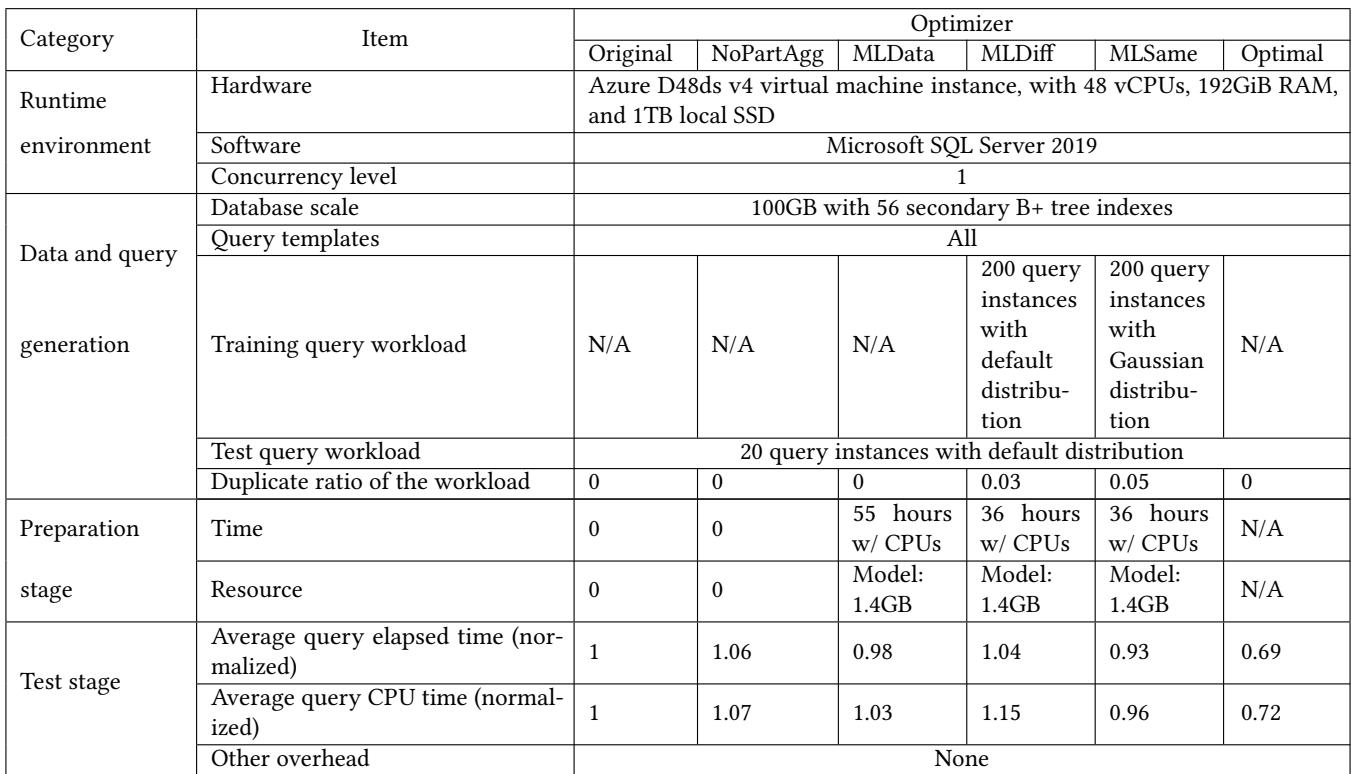 Category Item Optimizer
Original NoPartAgg MLData MLDiff MLSame Optimal
Runtime environment
Hardware
Azure D48ds v4 virtual machine instance, with 48 vCPUs, 192GiB RAM,
and 1TB local SSD
Software Microsoft SQL Server 2019
Concurrency level 1
Data and query generation
Database scale 100GB with 56 secondary B+ tree indexes
Query templates All
Training query workload
N/A
N/A
N/A
200 query
instances
with
default
distribu-
tion
200 query
instances
with
Gaussian
distribu-
tion
N/A
Test query workload 20 query instances with default distribution
Duplicate ratio of the workload 0 0 0 0.03 0.05 0
Preparation stage
Time
0
0
55 hours
w/ CPUs
36 hours
w/ CPUs
36 hours
w/ CPUs
N/A
Resource
0
0
Model:
1.4GB
Model:
1.4GB
Model:
1.4GB
N/A
Test stage
Average query elapsed time (nor-
malized)
1 1.06 0.98 1.04 0.93 0.69
Average query CPU time (normal-
ized)
1 1.07 1.03 1.15 0.96 0.72
Other overhead None